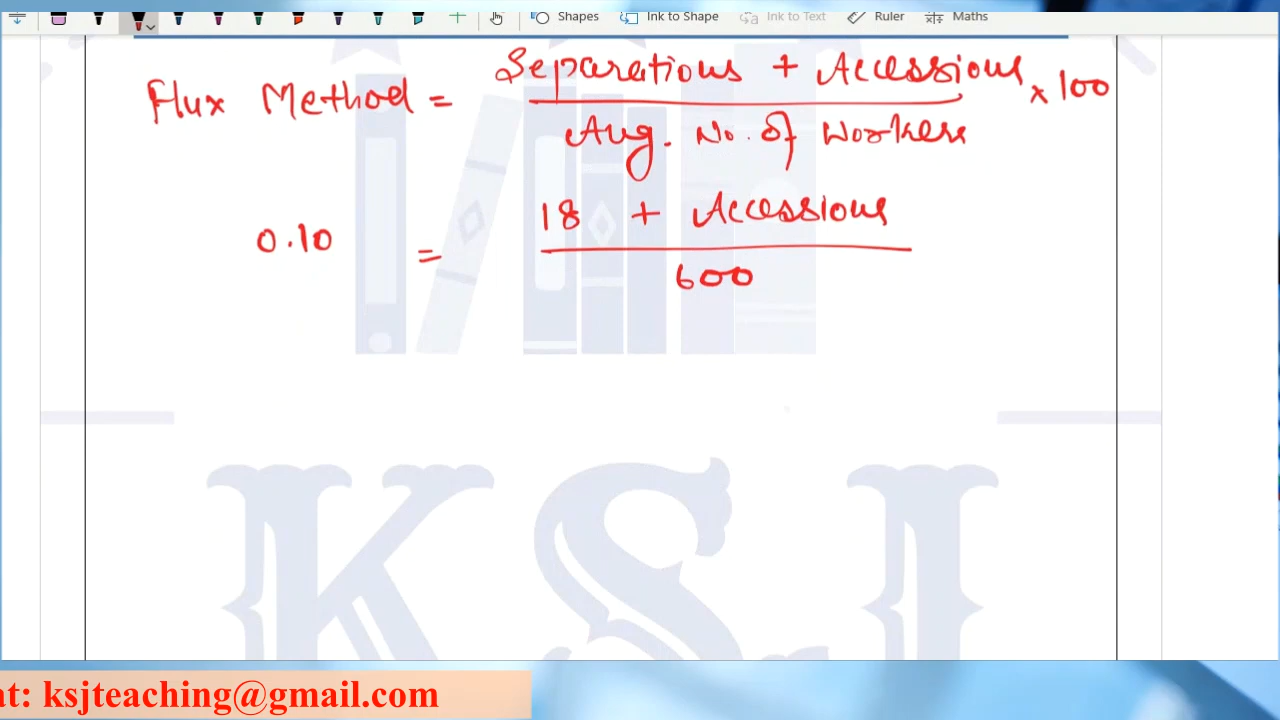 Shapes Ink to Shape Ink to Text Ruler Maths
Separations + Accessions
Flux Method = × 100
Avg. No. of Workers
18 + Accessions
0.10 =
600
KSJ
at: ksjteaching@gmail.com